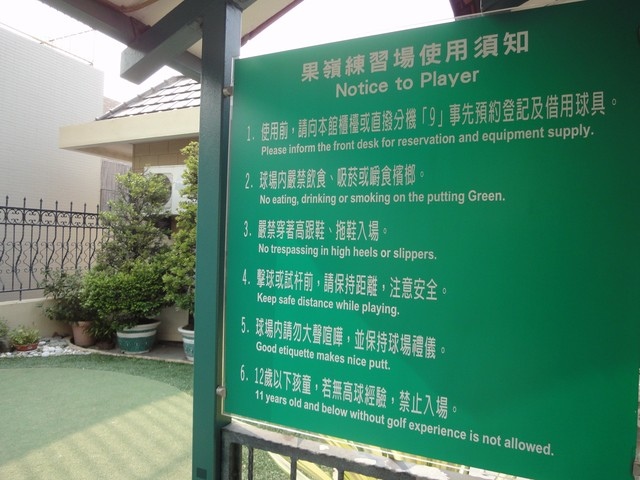 果嶺練習場使用須知
Notice to Player
1. 使用前，請向本館櫃檯或直撥分機「9」事先預約登記及借用球具。
Please inform the front desk for reservation and equipment supply.
2. 球場內嚴禁飲食、吸菸或嚼食檳榔。
No eating, drinking or smoking on the putting Green.
3. 嚴禁穿著高跟鞋、拖鞋入場。
No trespassing in high heels or slippers.
4. 擊球或試杆前，請保持距離，注意安全。
Keep safe distance while playing.
5. 球場內請勿大聲喧嘩，並保持球場禮儀。
Good etiquette makes nice putt.
6. 12歲以下孩童，若無高球經驗，禁止入場。
11 years old and below without golf experience is not allowed.